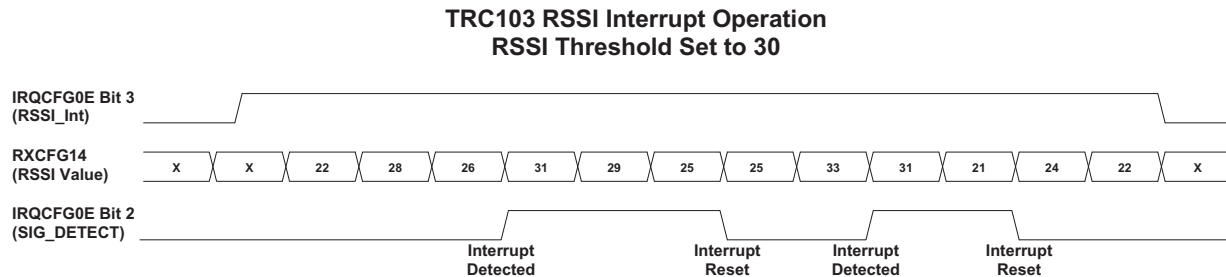 TRC103 RSSI Interrupt Operation
RSSI Threshold Set to 30
IRQCFG0E Bit 3
(RSSI_Int)
RXCFG14
(RSSI Value)
X X 22 28 26 31 29 25 25 33 31 21 24 22 X
IRQCFG0E Bit 2
(SIG_DETECT)
Interrupt Detected
Interrupt Reset
Interrupt Detected
Interrupt Reset